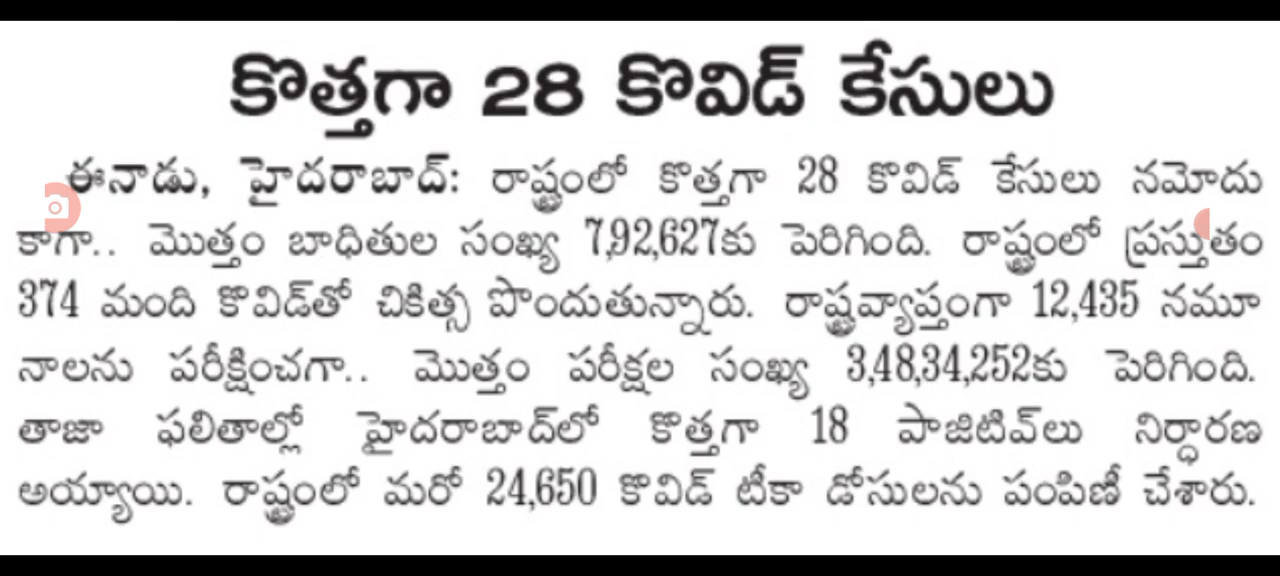 కొత్తగా 28 కొవిడ్ కేసులు
ఈనాడు, హైదరాబాద్: రాష్ట్రంలో కొత్తగా 28 కొవిడ్ కేసులు నమోదు
కాగా.. మొత్తం బాధితుల సంఖ్య 7,92,627కు పెరిగింది. రాష్ట్రంలో ప్రస్తుతం
374 మంది కొవిడ్‌తో చికిత్స పొందుతున్నారు. రాష్ట్రవ్యాప్తంగా 12,435 నమూ
నాలను పరీక్షించగా.. మొత్తం పరీక్షల సంఖ్య 3,48,34,252కు పెరిగింది.
తాజా ఫలితాల్లో హైదరాబాద్‌లో కొత్తగా 18 పాజిటివ్‌లు నిర్ధారణ
అయ్యాయి. రాష్ట్రంలో మరో 24,650 కొవిడ్ టీకా డోసులను పంపిణీ చేశారు.